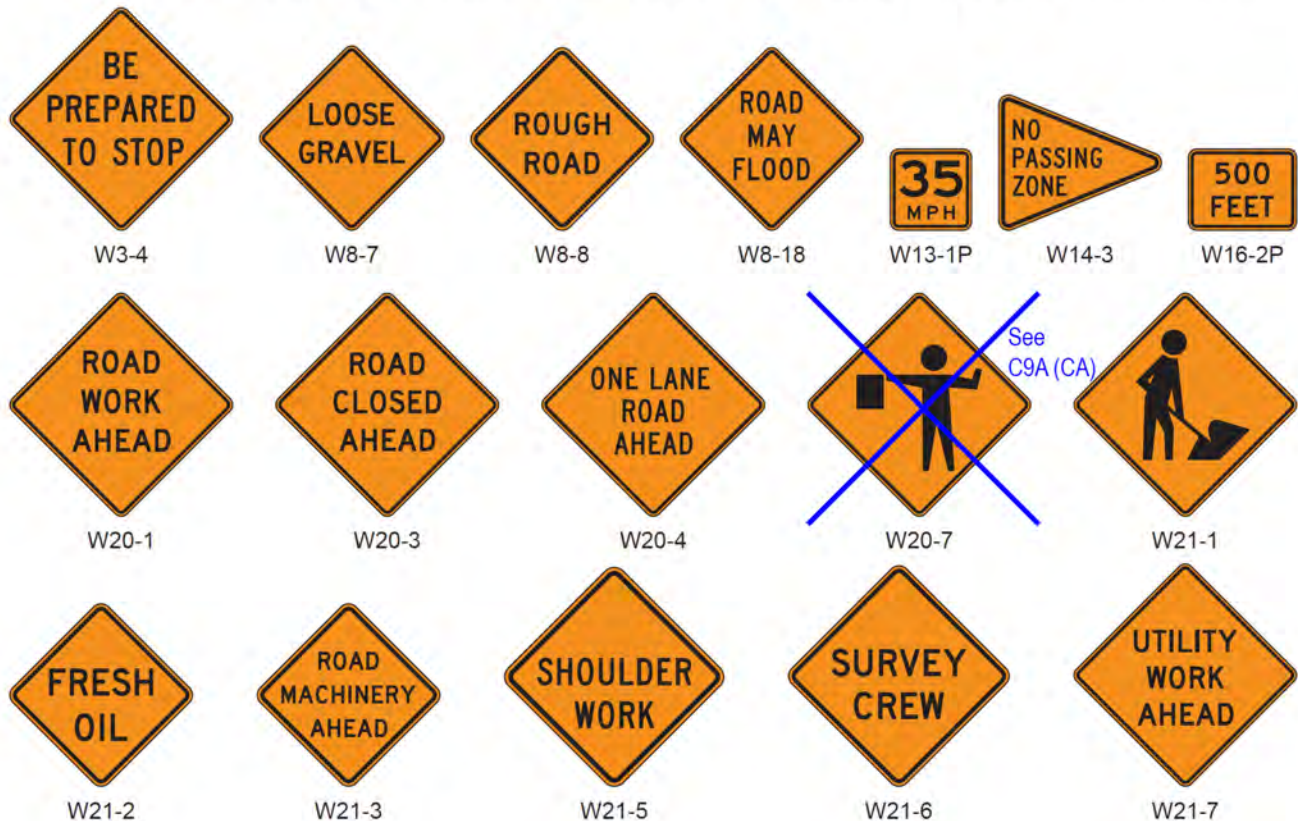 BE
PREPARED
TO STOP
LOOSE
GRAVEL
ROUGH
ROAD
ROAD
MAY
FLOOD
35
MPH
NO
PASSING
ZONE
500
FEET
W3-4
W8-7
W8-8
W8-18
W13-1P
W14-3
W16-2P
ROAD
WORK
AHEAD
ROAD
CLOSED
AHEAD
ONE LANE
ROAD
AHEAD
See
C9A (CA)
W20-1
W20-3
W20-4
W20-7
W21-1
FRESH
OIL
ROAD
MACHINERY
AHEAD
SHOULDER
WORK
SURVEY
CREW
UTILITY
WORK
AHEAD
W21-2
W21-3
W21-5
W21-6
W21-7